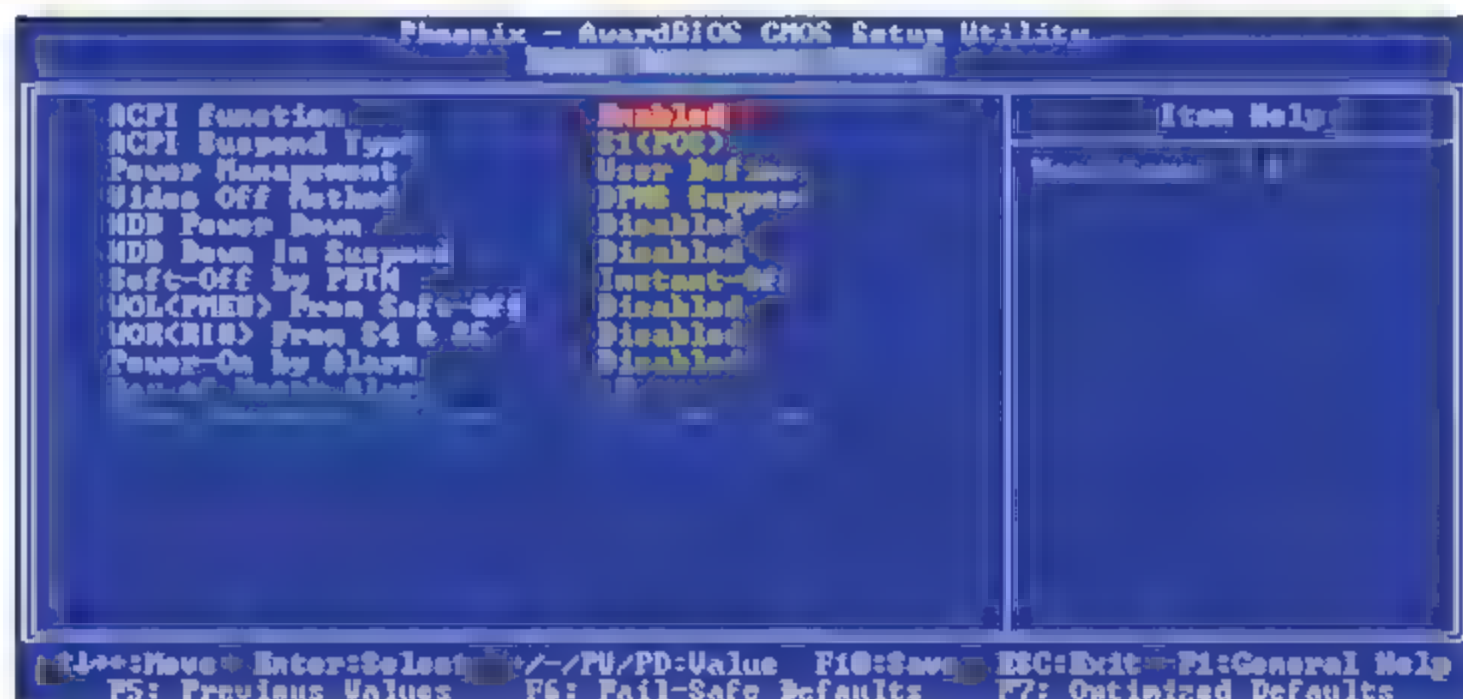 Phoenix - AwardBIOS CMOS Setup Utility
ACPI function Enabled
ACPI Suspend Type S1(POS)
Power Management User Define
Video Off Method DPMS Support
HDD Power Down Disabled
HDD Down In Suspend Disabled
Soft-Off by PBTN Instant-Off
WOL(PME#) From Soft-Off Disabled
WOR(RI#) From S4 & S5 Disabled
Power-On by Alarm Disabled
Item Help
:Move Enter:Select +/-/PU/PD:Value F10:Save ESC:Exit F1:General Help
F5: Previous Values F6: Fail-Safe Defaults F7: Optimized Defaults